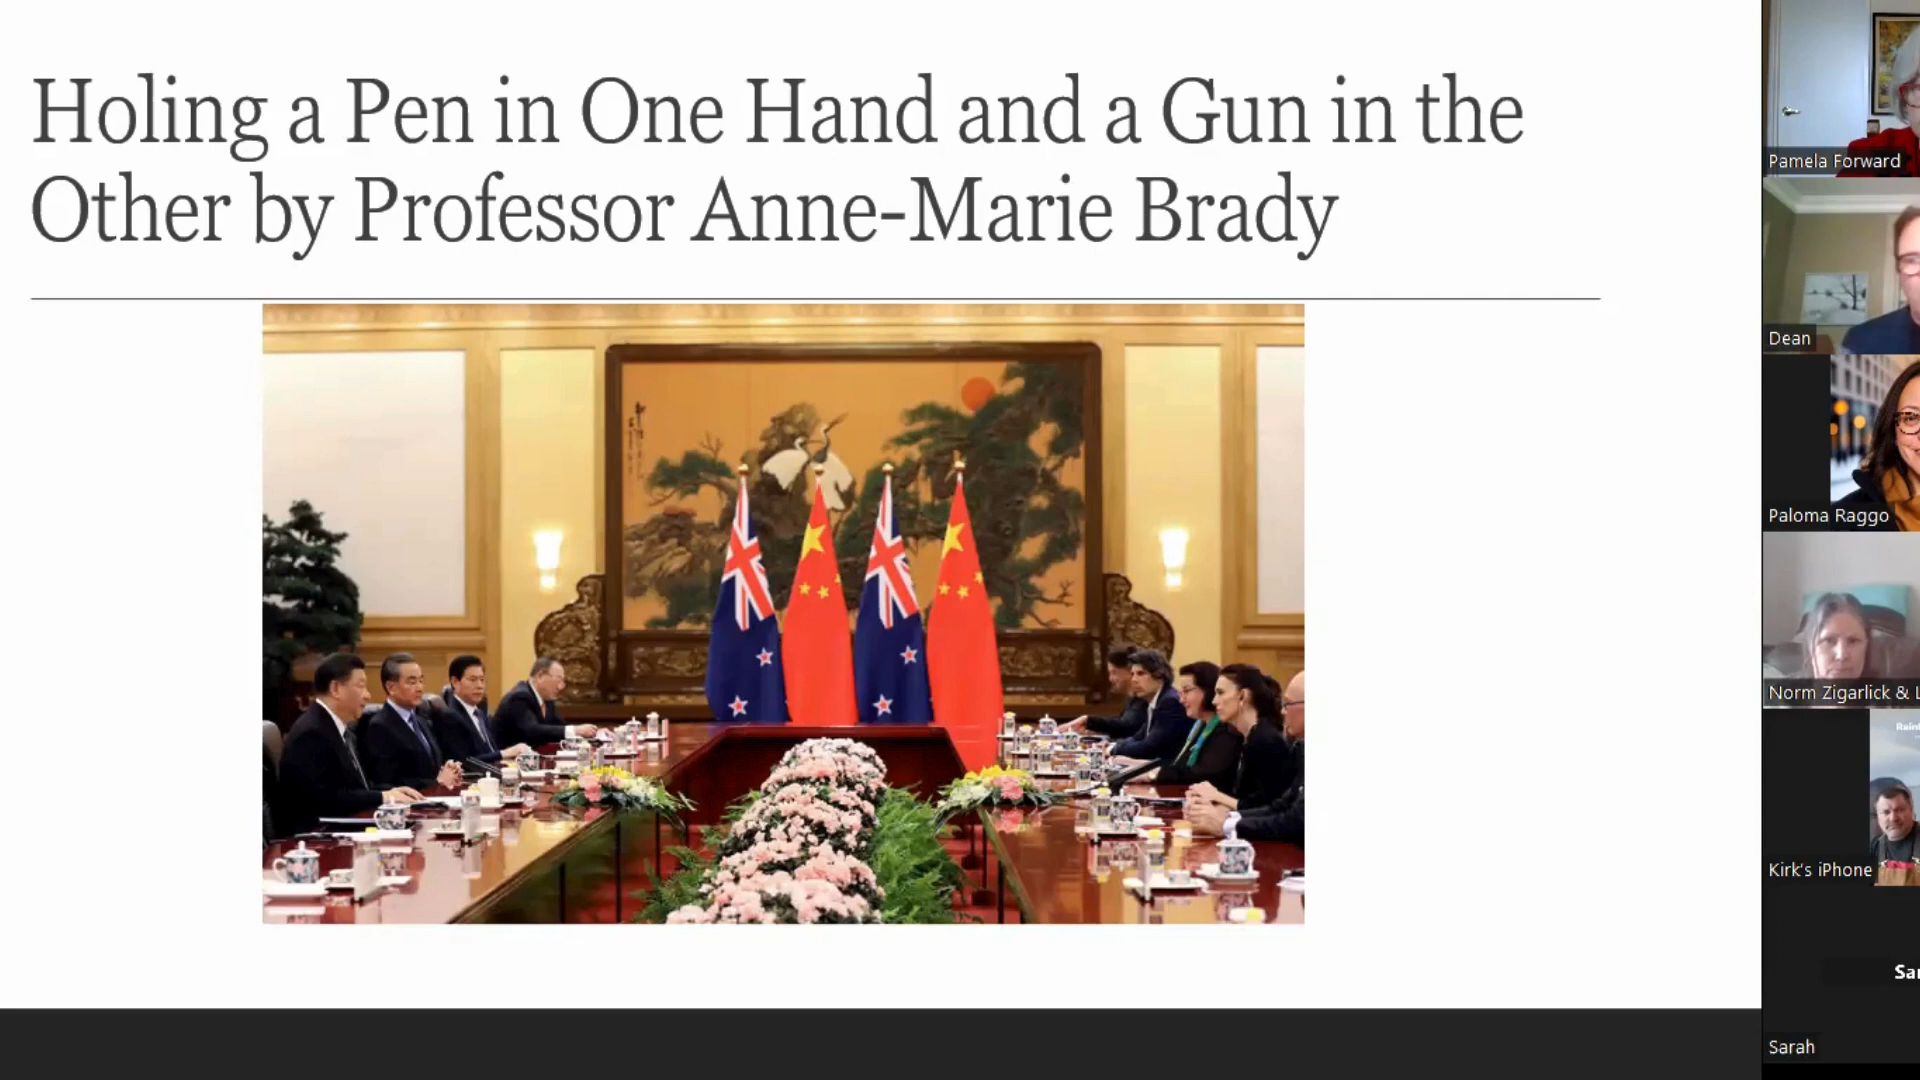 Holing a Pen in One Hand and a Gun in the
Other by Professor Anne-Marie Brady
Pamela Forward
Dean
Paloma Raggo
Norm Zigarlick & L
Kirk's iPhone
Sar
Sarah